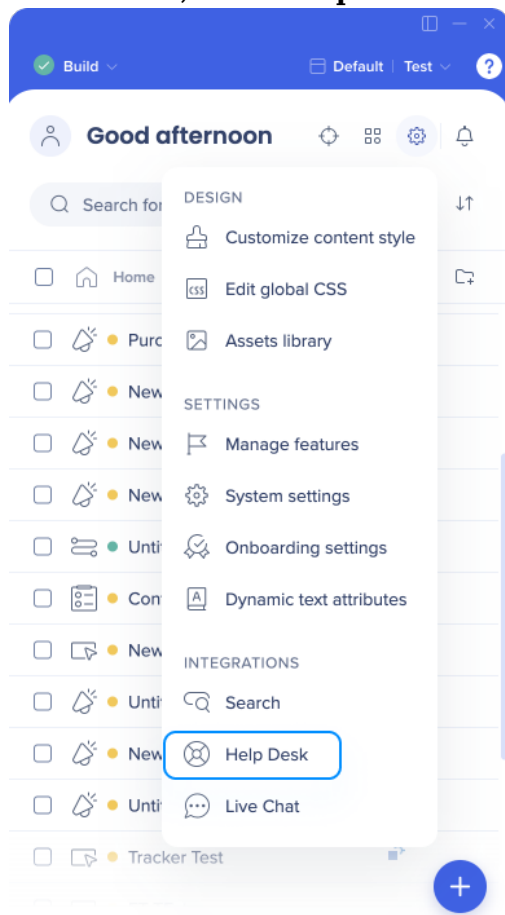 Build
Default | Test
?
Good afternoon
Search for
DESIGN
Customize content style
Home
CSS
Edit global CSS
Purc
Assets library
New
SETTINGS
New
Manage features
New
System settings
Unti
Onboarding settings
Con
A
Dynamic text attributes
New
INTEGRATIONS
Unti
Search
New
Help Desk
Unti
Live Chat
Tracker Test